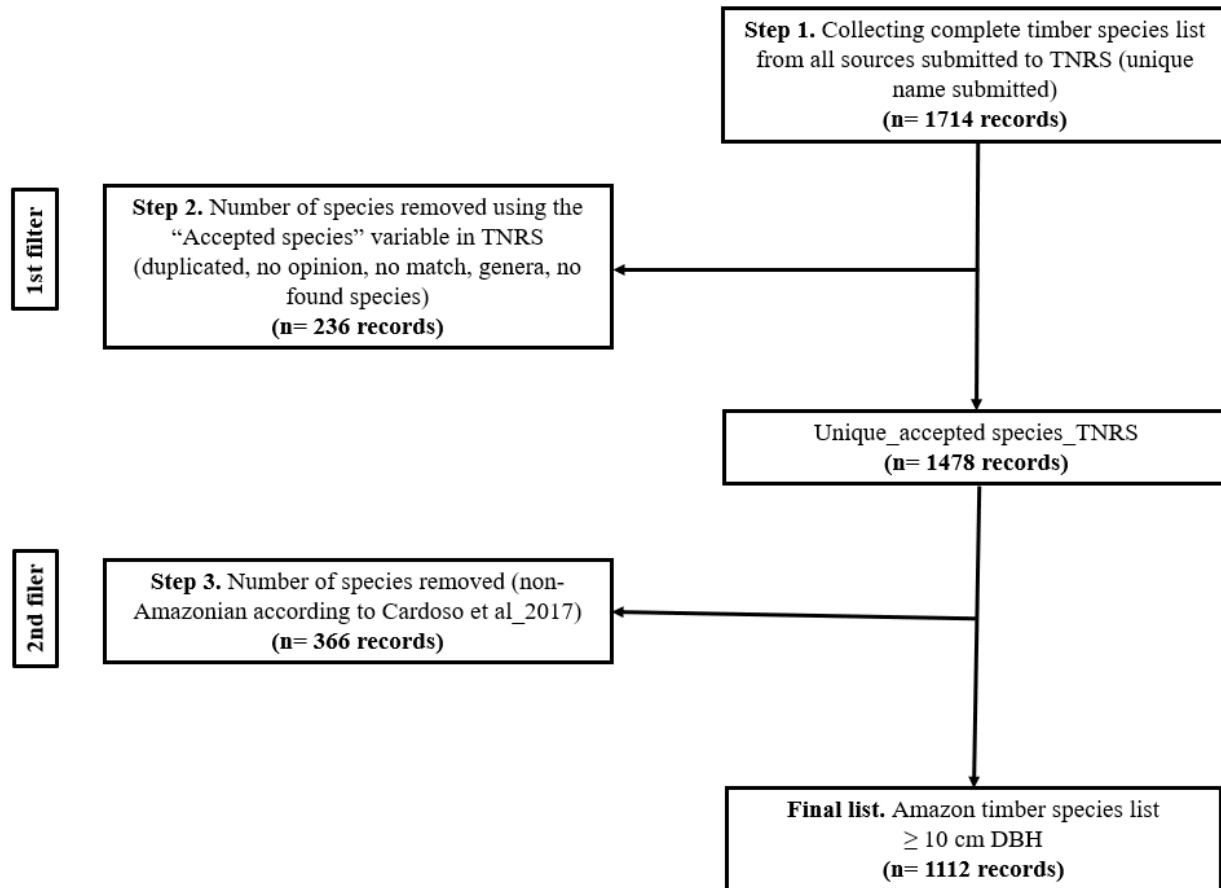 Step 1. Collecting complete timber species list
from all sources submitted to TNRS (unique
name submitted)
(n= 1714 records)
1st filter
Step 2. Number of species removed using the
“Accepted species” variable in TNRS
(duplicated, no opinion, no match, genera, no
found species)
(n= 236 records)
Unique_accepted species_TNRS
(n= 1478 records)
2nd filer
Step 3. Number of species removed (non-
Amazonian according to Cardoso et al_2017)
(n= 366 records)
Final list. Amazon timber species list
≥ 10 cm DBH
(n= 1112 records)